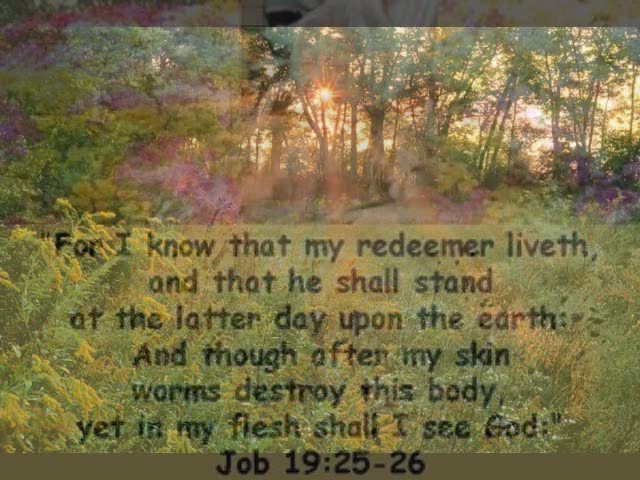 "For I know that my redeemer liveth,
and that he shall stand
at the latter day upon the earth:
And though after my skin
worms destroy this body,
yet in my flesh shall I see God:"
Job 19:25-26